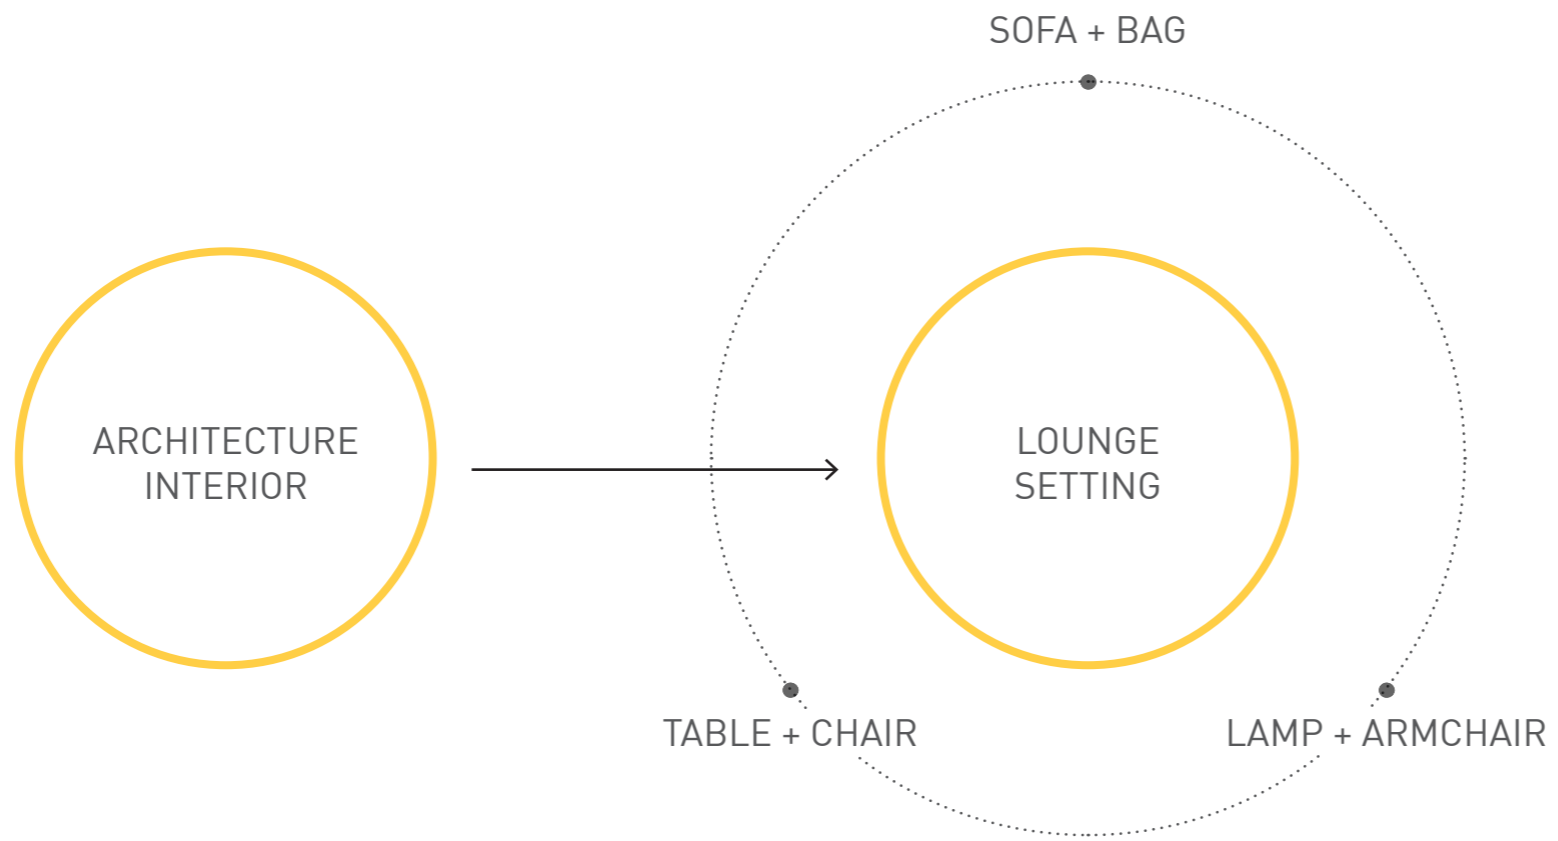 SOFA + BAG
ARCHITECTURE
INTERIOR
LOUNGE
SETTING
TABLE + CHAIR
LAMP + ARMCHAIR